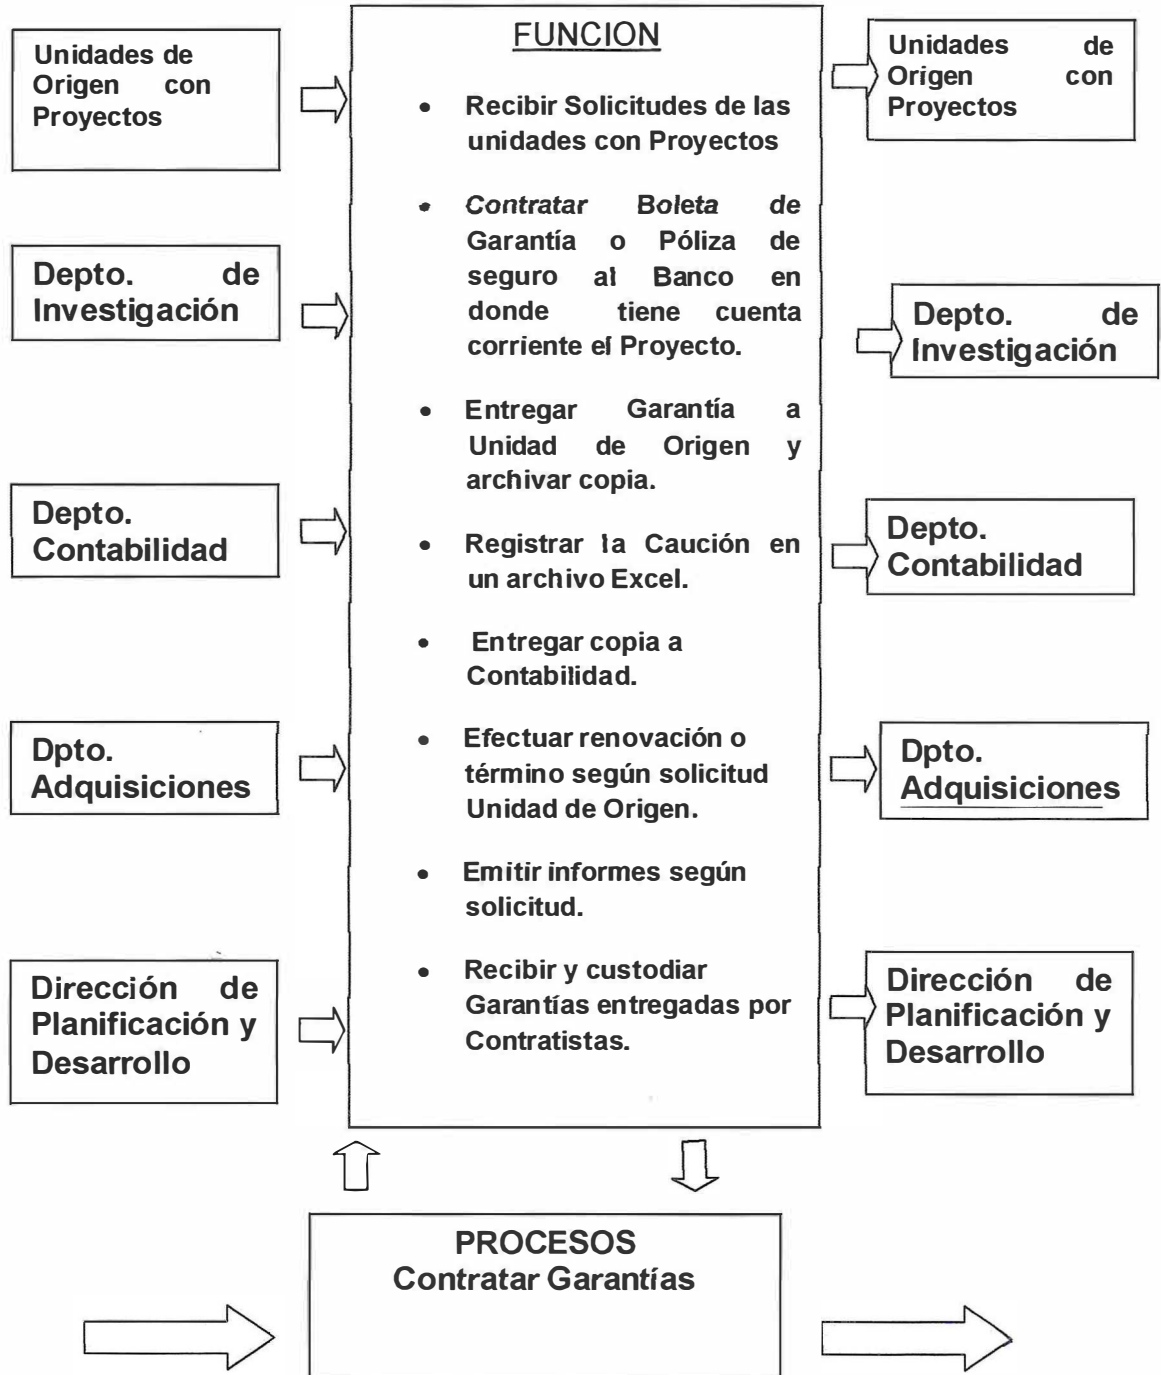 Unidades de
Origen con
Proyectos
Depto. de
Investigación
Depto.
Contabilidad
Dpto.
Adquisiciones
Dirección de
Planificación y
Desarrollo
FUNCION
• Recibir Solicitudes de las
unidades con Proyectos
• Contratar Boleta de
Garantía o Póliza de
seguro al Banco en
donde tiene cuenta
corriente el Proyecto.
• Entregar Garantía a
Unidad de Origen y
archivar copia.
• Registrar la Caución en
un archivo Excel.
• Entregar copia a
Contabilidad.
• Efectuar renovación o
término según solicitud
Unidad de Origen.
• Emitir informes según
solicitud.
• Recibir y custodiar
Garantías entregadas por
Contratistas.
Unidades de
Origen con
Proyectos
Depto. de
Investigación
Depto.
Contabilidad
Dpto.
Adquisiciones
Dirección de
Planificación y
Desarrollo
PROCESOS
Contratar Garantías